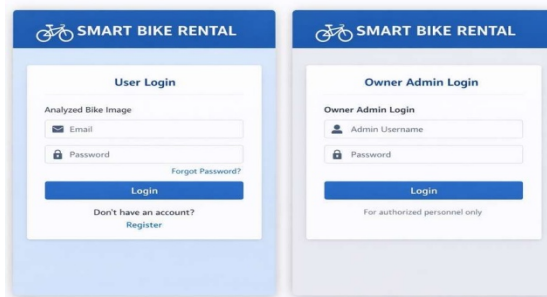 SMART BIKE RENTAL
User Login
Analyzed Bike Image
Email
Password
Forgot Password?
Login
Don't have an account?
Register
SMART BIKE RENTAL
Owner Admin Login
Owner Admin Login
Admin Username
Password
Login
For authorized personnel only